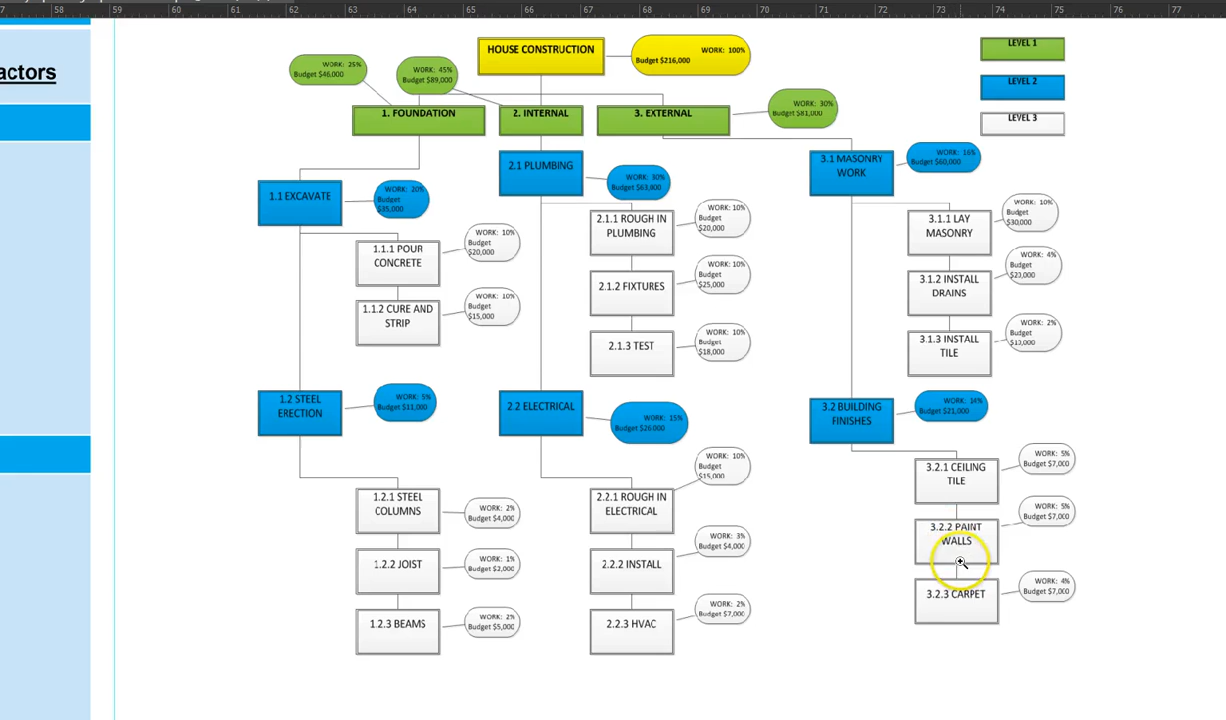 57 58 59 60 61 62 63 64 65 66 67 68 69 70 71 72 73 74 75 76 77
actors
HOUSE CONSTRUCTION
WORK: 100%
Budget $216,000
LEVEL 1
LEVEL 2
LEVEL 3
WORK: 25%
Budget $46,000
WORK: 45%
Budget $89,000
1. FOUNDATION
2. INTERNAL
3. EXTERNAL
WORK: 30%
Budget $81,000
1.1 EXCAVATE
WORK: 20%
Budget
$35,000
1.1.1 POUR
CONCRETE
WORK: 10%
Budget
$20,000
1.1.2 CURE AND
STRIP
WORK: 10%
Budget
$15,000
1.2 STEEL
ERECTION
WORK: 5%
Budget $11,000
1.2.1 STEEL
COLUMNS
WORK: 2%
Budget $4,000
1.2.2 JOIST
WORK: 1%
Budget $2,000
1.2.3 BEAMS
WORK: 2%
Budget $5,000
2.1 PLUMBING
WORK: 30%
Budget $63,000
2.1.1 ROUGH IN
PLUMBING
WORK: 10%
Budget
$20,000
2.1.2 FIXTURES
WORK: 10%
Budget
$25,000
2.1.3 TEST
WORK: 10%
Budget
$18,000
2.2 ELECTRICAL
WORK: 15%
Budget $26,000
2.2.1 ROUGH IN
ELECTRICAL
WORK: 10%
Budget
$15,000
2.2.2 INSTALL
WORK: 3%
Budget $4,000
2.2.3 HVAC
WORK: 2%
Budget $7,000
3.1 MASONRY
WORK
WORK: 16%
Budget $60,000
3.1.1 LAY
MASONRY
WORK: 10%
Budget
$30,000
3.1.2 INSTALL
DRAINS
WORK: 4%
Budget
$20,000
3.1.3 INSTALL
TILE
WORK: 2%
Budget
$10,000
3.2 BUILDING
FINISHES
WORK: 14%
Budget $21,000
3.2.1 CEILING
TILE
WORK: 5%
Budget $7,000
3.2.2 PAINT
WALLS
WORK: 5%
Budget $7,000
3.2.3 CARPET
WORK: 4%
Budget $7,000